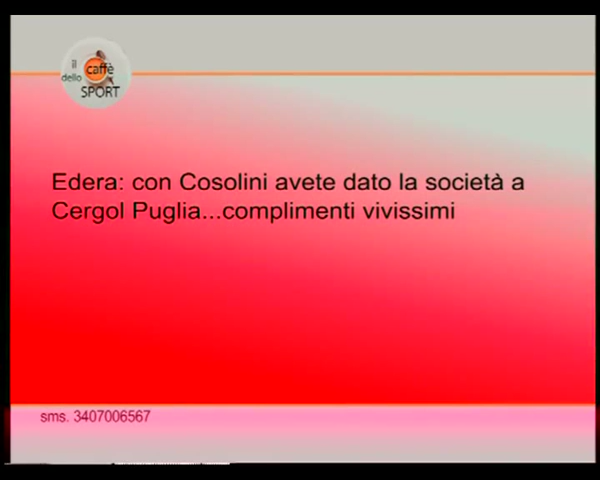 il
caffè
dello
SPORT
Edera: con Cosolini avete dato la società a
Cergol Puglia...complimenti vivissimi
sms. 3407006567